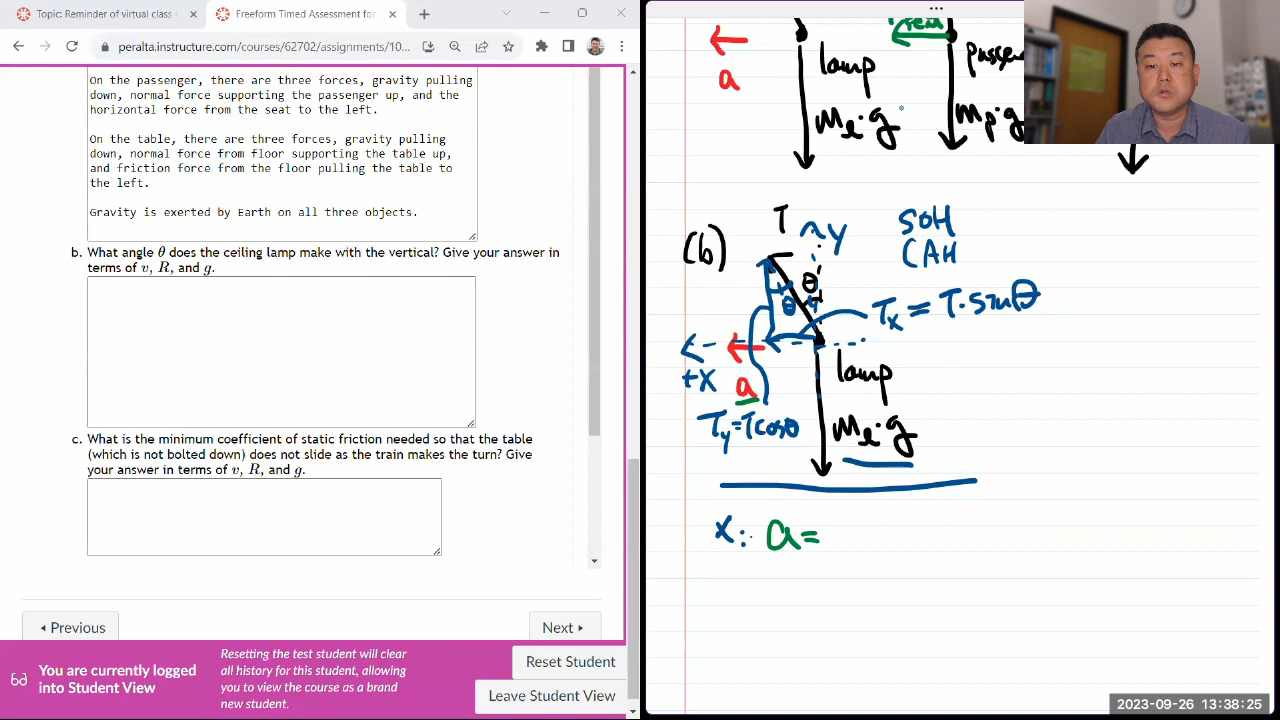 Topic: Reminder of virtual class
Freeform Timed Assessment for
peralta.instructure.com/courses/62702/assignments/10...
On the passenger, there are three forces, gravity pulling
down, normal force supporting the passenger up, and the
horizontal force from the seat to the left.
On the table, there are three forces, gravity pulling
down, normal force from floor supporting the table up,
and friction force from the floor pulling the table to
the left.
Gravity is exerted by Earth on all three objects.
b. What angle θ does the ceiling lamp make with the vertical? Give your answer in
terms of v, R, and g.
c. What is the minimum coefficient of static friction needed so that the table
(which is not bolted down) does not slide as the train makes the turn? Give
your answer in terms of v, R, and g.
Previous
Next
You are currently logged
into Student View
Resetting the test student will clear
all history for this student, allowing
you to view the course as a brand
new student.
Reset Student
Leave Student View
a
lamp
mℓ·g
mp·g
(b)
T
y
SOH
CAH
θ
θ
Tx = T·sinθ
+x
a
lamp
Ty=Tcosθ
mℓ·g
x: a=
2023-09-26 13:38:25